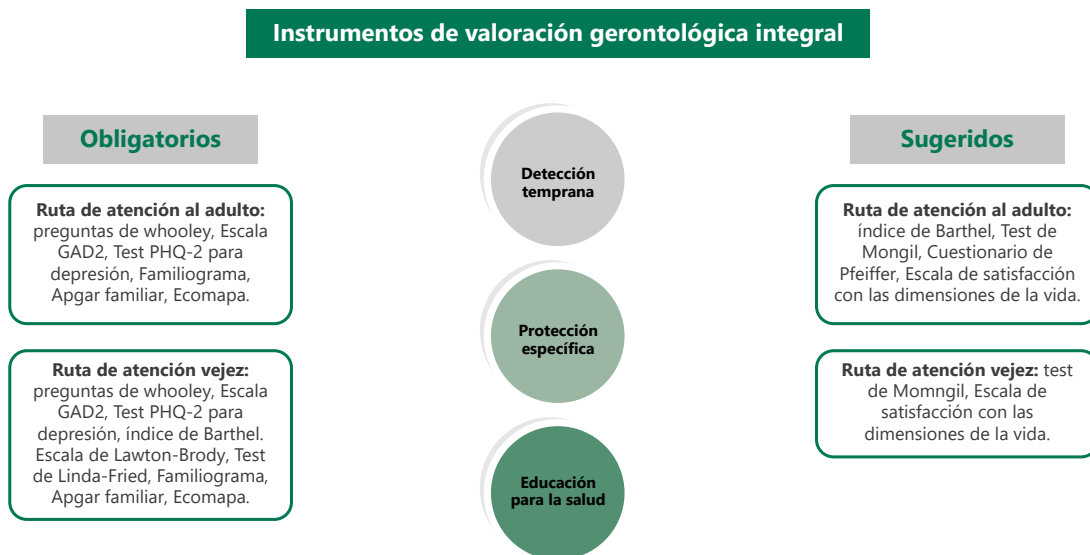 Instrumentos de valoración gerontológica integral
Obligatorios
Ruta de atención al adulto:
preguntas de whooley, Escala
GAD2, Test PHQ-2 para
depresión, Familiograma,
Apgar familiar, Ecomapa.
Ruta de atención vejez:
preguntas de whooley, Escala
GAD2, Test PHQ-2 para
depresión, índice de Barthel.
Escala de Lawton-Brody, Test
de Linda-Fried, Familiograma,
Apgar familiar, Ecomapa.
Detección
temprana
Protección
específica
Educación
para la salud
Sugeridos
Ruta de atención al adulto:
índice de Barthel, Test de
Mongil, Cuestionario de
Pfeiffer, Escala de satisfacción
con las dimensiones de la vida.
Ruta de atención vejez: test
de Momngil, Escala de
satisfacción con las
dimensiones de la vida.